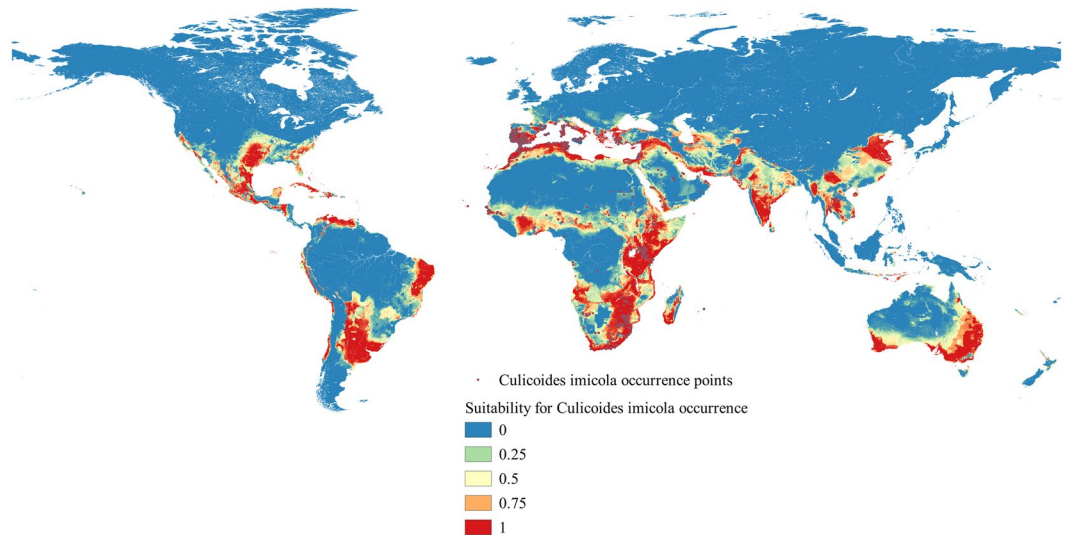 Culicoides imicola occurrence points
Suitability for Culicoides imicola occurrence
0
0.25
0.5
0.75
1